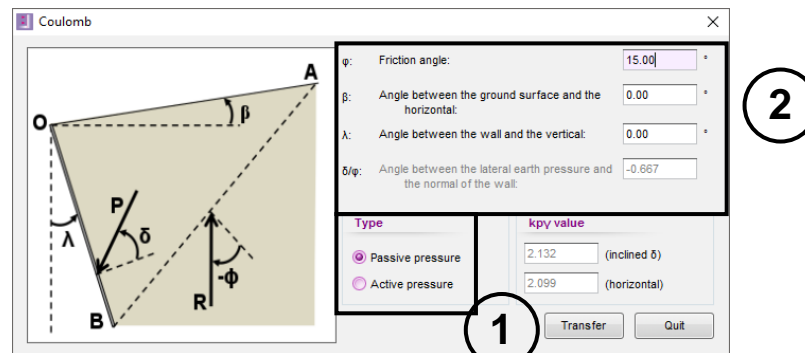 Coulomb
A
φ: Friction angle: 15.00 °
β: Angle between the ground surface and the
horizontal: 0.00 °
λ: Angle between the wall and the vertical: 0.00 °
δ/φ: Angle between the lateral earth pressure and
the normal of the wall: -0.667
2
O
β
P
δ
λ
-ϕ
R
B
Type
Passive pressure
Active pressure
kpγ value
2.132 (inclined δ)
2.099 (horizontal)
1
Transfer
Quit